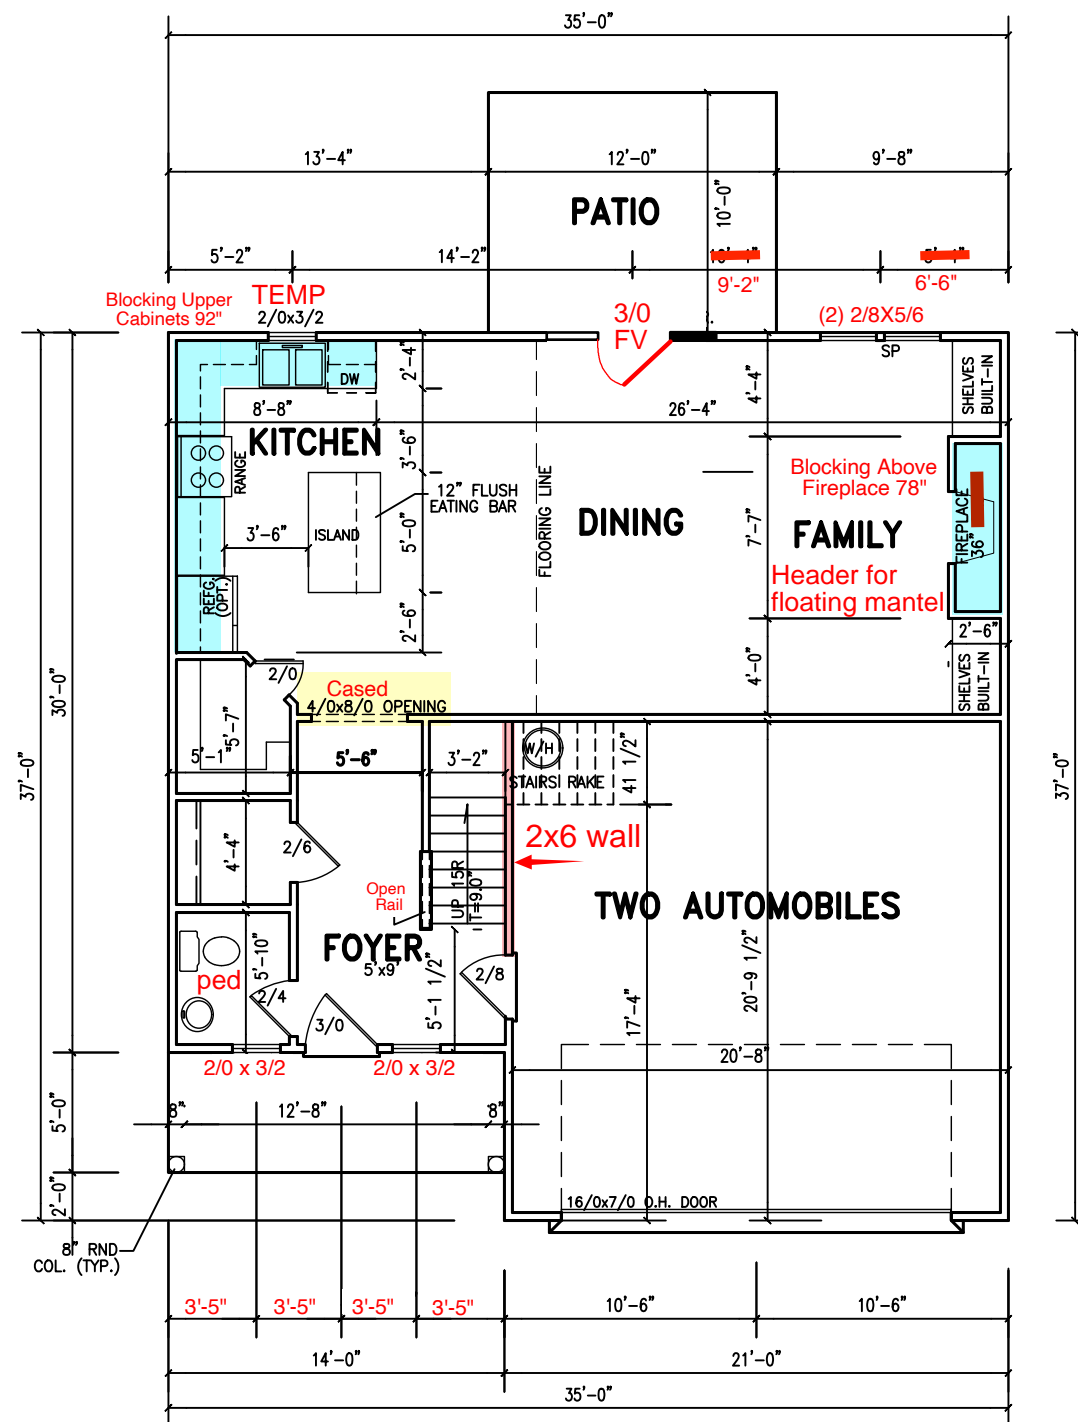 35'-0"
13'-4"
12'-0"
9'-8"
PATIO
10'-0"
5'-2"
14'-2"
9'-2"
6'-6"
Blocking Upper
Cabinets 92"
TEMP
2/0x3/2
3/0
FV
(2) 2/8X5/6
SP
DW
2'-4"
4'-4"
SHELVES
BUILT-IN
8'-8"
26'-4"
KITCHEN
3'-6"
RANGE
12" FLUSH
EATING BAR
Blocking Above
Fireplace 78"
FLOORING LINE
DINING
FAMILY
FIREPLACE
36"
3'-6"
ISLAND
5'-0"
7'-7"
Header for
floating mantel
REFG.
(OPT.)
2'-6"
2'-6"
2/0
4'-0"
SHELVES
BUILT-IN
Cased
4/0x8/0 OPENING
30'-0"
37'-0"
37'-0"
5'-7"
5'-1"
5'-6"
3'-2"
W/H
STAIRS RAKE
41 1/2"
2x6 wall
4'-4"
2/6
Open
Rail
UP 15R
T=9.0"
TWO AUTOMOBILES
FOYER
5'x9'
5'-10"
ped
2/4
3/0
5'-1 1/2"
2/8
17'-4"
20'-9 1/2"
20'-8"
2/0 x 3/2
2/0 x 3/2
5'-0"
8"
12'-8"
8"
2'-0"
16/0x7/0 O.H. DOOR
8" RND
COL. (TYP.)
3'-5"
3'-5"
3'-5"
3'-5"
10'-6"
10'-6"
14'-0"
21'-0"
35'-0"